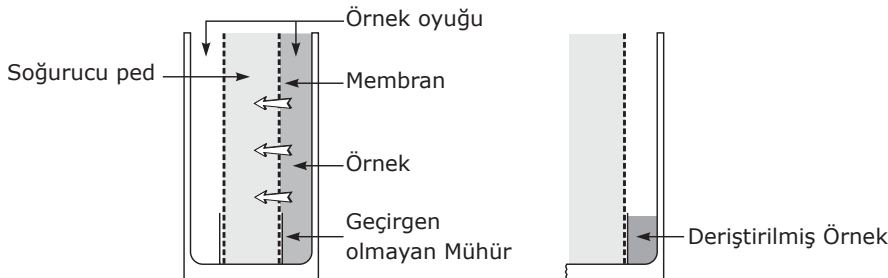 Örnek oyuğu
Soğurucu ped
Membran
Örnek
Geçirgen
olmayan Mühür
Deriştirilmiş Örnek